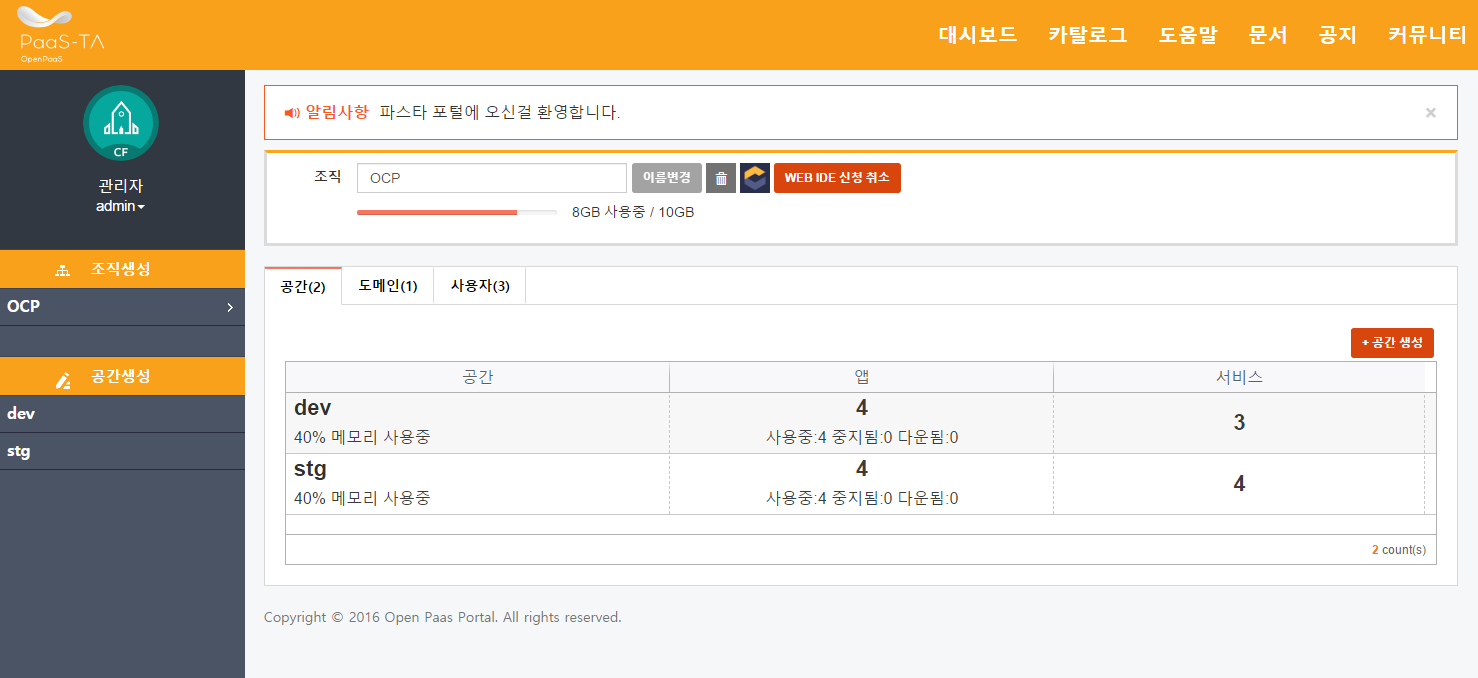 PaaS-TA
OpenPaaS
대시보드 카탈로그 도움말 문서 공지 커뮤니티
CF
관리자
admin
조직생성
OCP
공간생성
dev
stg
알림사항 파스타 포털에 오신걸 환영합니다.
×
조직 OCP 이름변경 WEB IDE 신청 취소
8GB 사용중 / 10GB
공간(2) 도메인(1) 사용자(3)
+ 공간 생성
공간 앱 서비스
dev 4 3
40% 메모리 사용중 사용중:4 중지됨:0 다운됨:0
stg 4 4
40% 메모리 사용중 사용중:4 중지됨:0 다운됨:0
2 count(s)
Copyright © 2016 Open Paas Portal. All rights reserved.